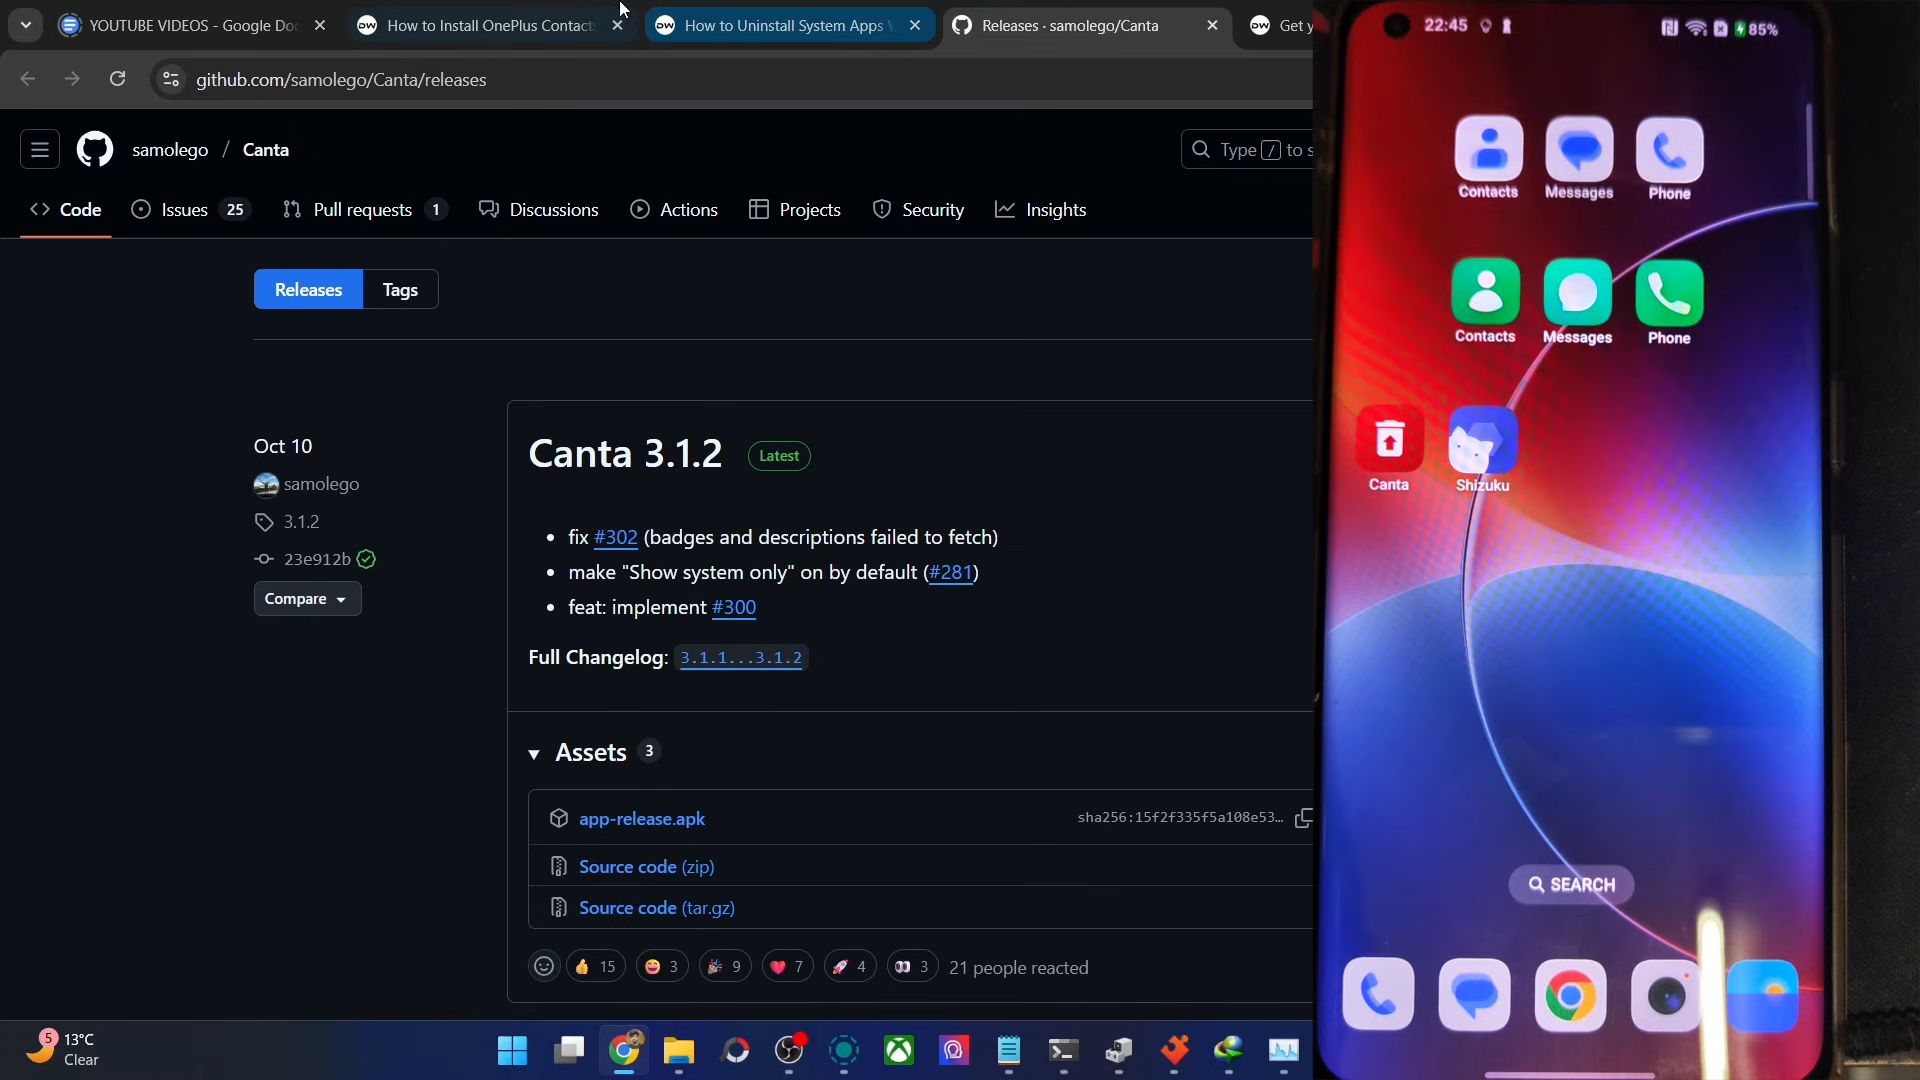 YOUTUBE VIDEOS - Google Do
How to Install OnePlus Contacts
How to Uninstall System Apps W
Releases · samolego/Canta
Get y
github.com/samolego/Canta/releases
samolego / Canta
Type / to s
Code
Issues 25
Pull requests 1
Discussions
Actions
Projects
Security
Insights
Releases
Tags
Oct 10
samolego
3.1.2
23e912b
Compare
Canta 3.1.2 Latest
• fix #302 (badges and descriptions failed to fetch)
• make "Show system only" on by default (#281)
• feat: implement #300
Full Changelog: 3.1.1...3.1.2
Assets 3
app-release.apk sha256:15f2f335f5a108e53…
Source code (zip)
Source code (tar.gz)
15 3 9 7 4 3 21 people reacted
5 13°C
Clear
22:45 85%
Contacts Messages Phone
Contacts Messages Phone
Canta Shizuku
SEARCH